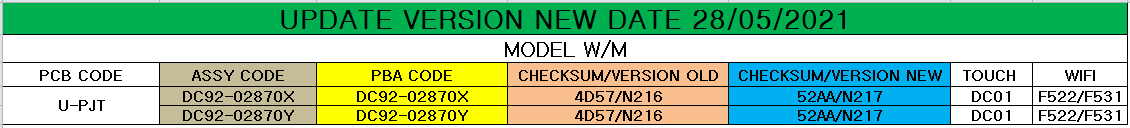 UPDATE VERSION NEW DATE 28/05/2021
MODEL W/M
PCB CODE ASSY CODE PBA CODE CHECKSUM/VERSION OLD CHECKSUM/VERSION NEW TOUCH WIFI
U-PJT DC92-02870X DC92-02870X 4D57/N216 52AA/N217 DC01 F522/F531
DC92-02870Y DC92-02870Y 4D57/N216 52AA/N217 DC01 F522/F531